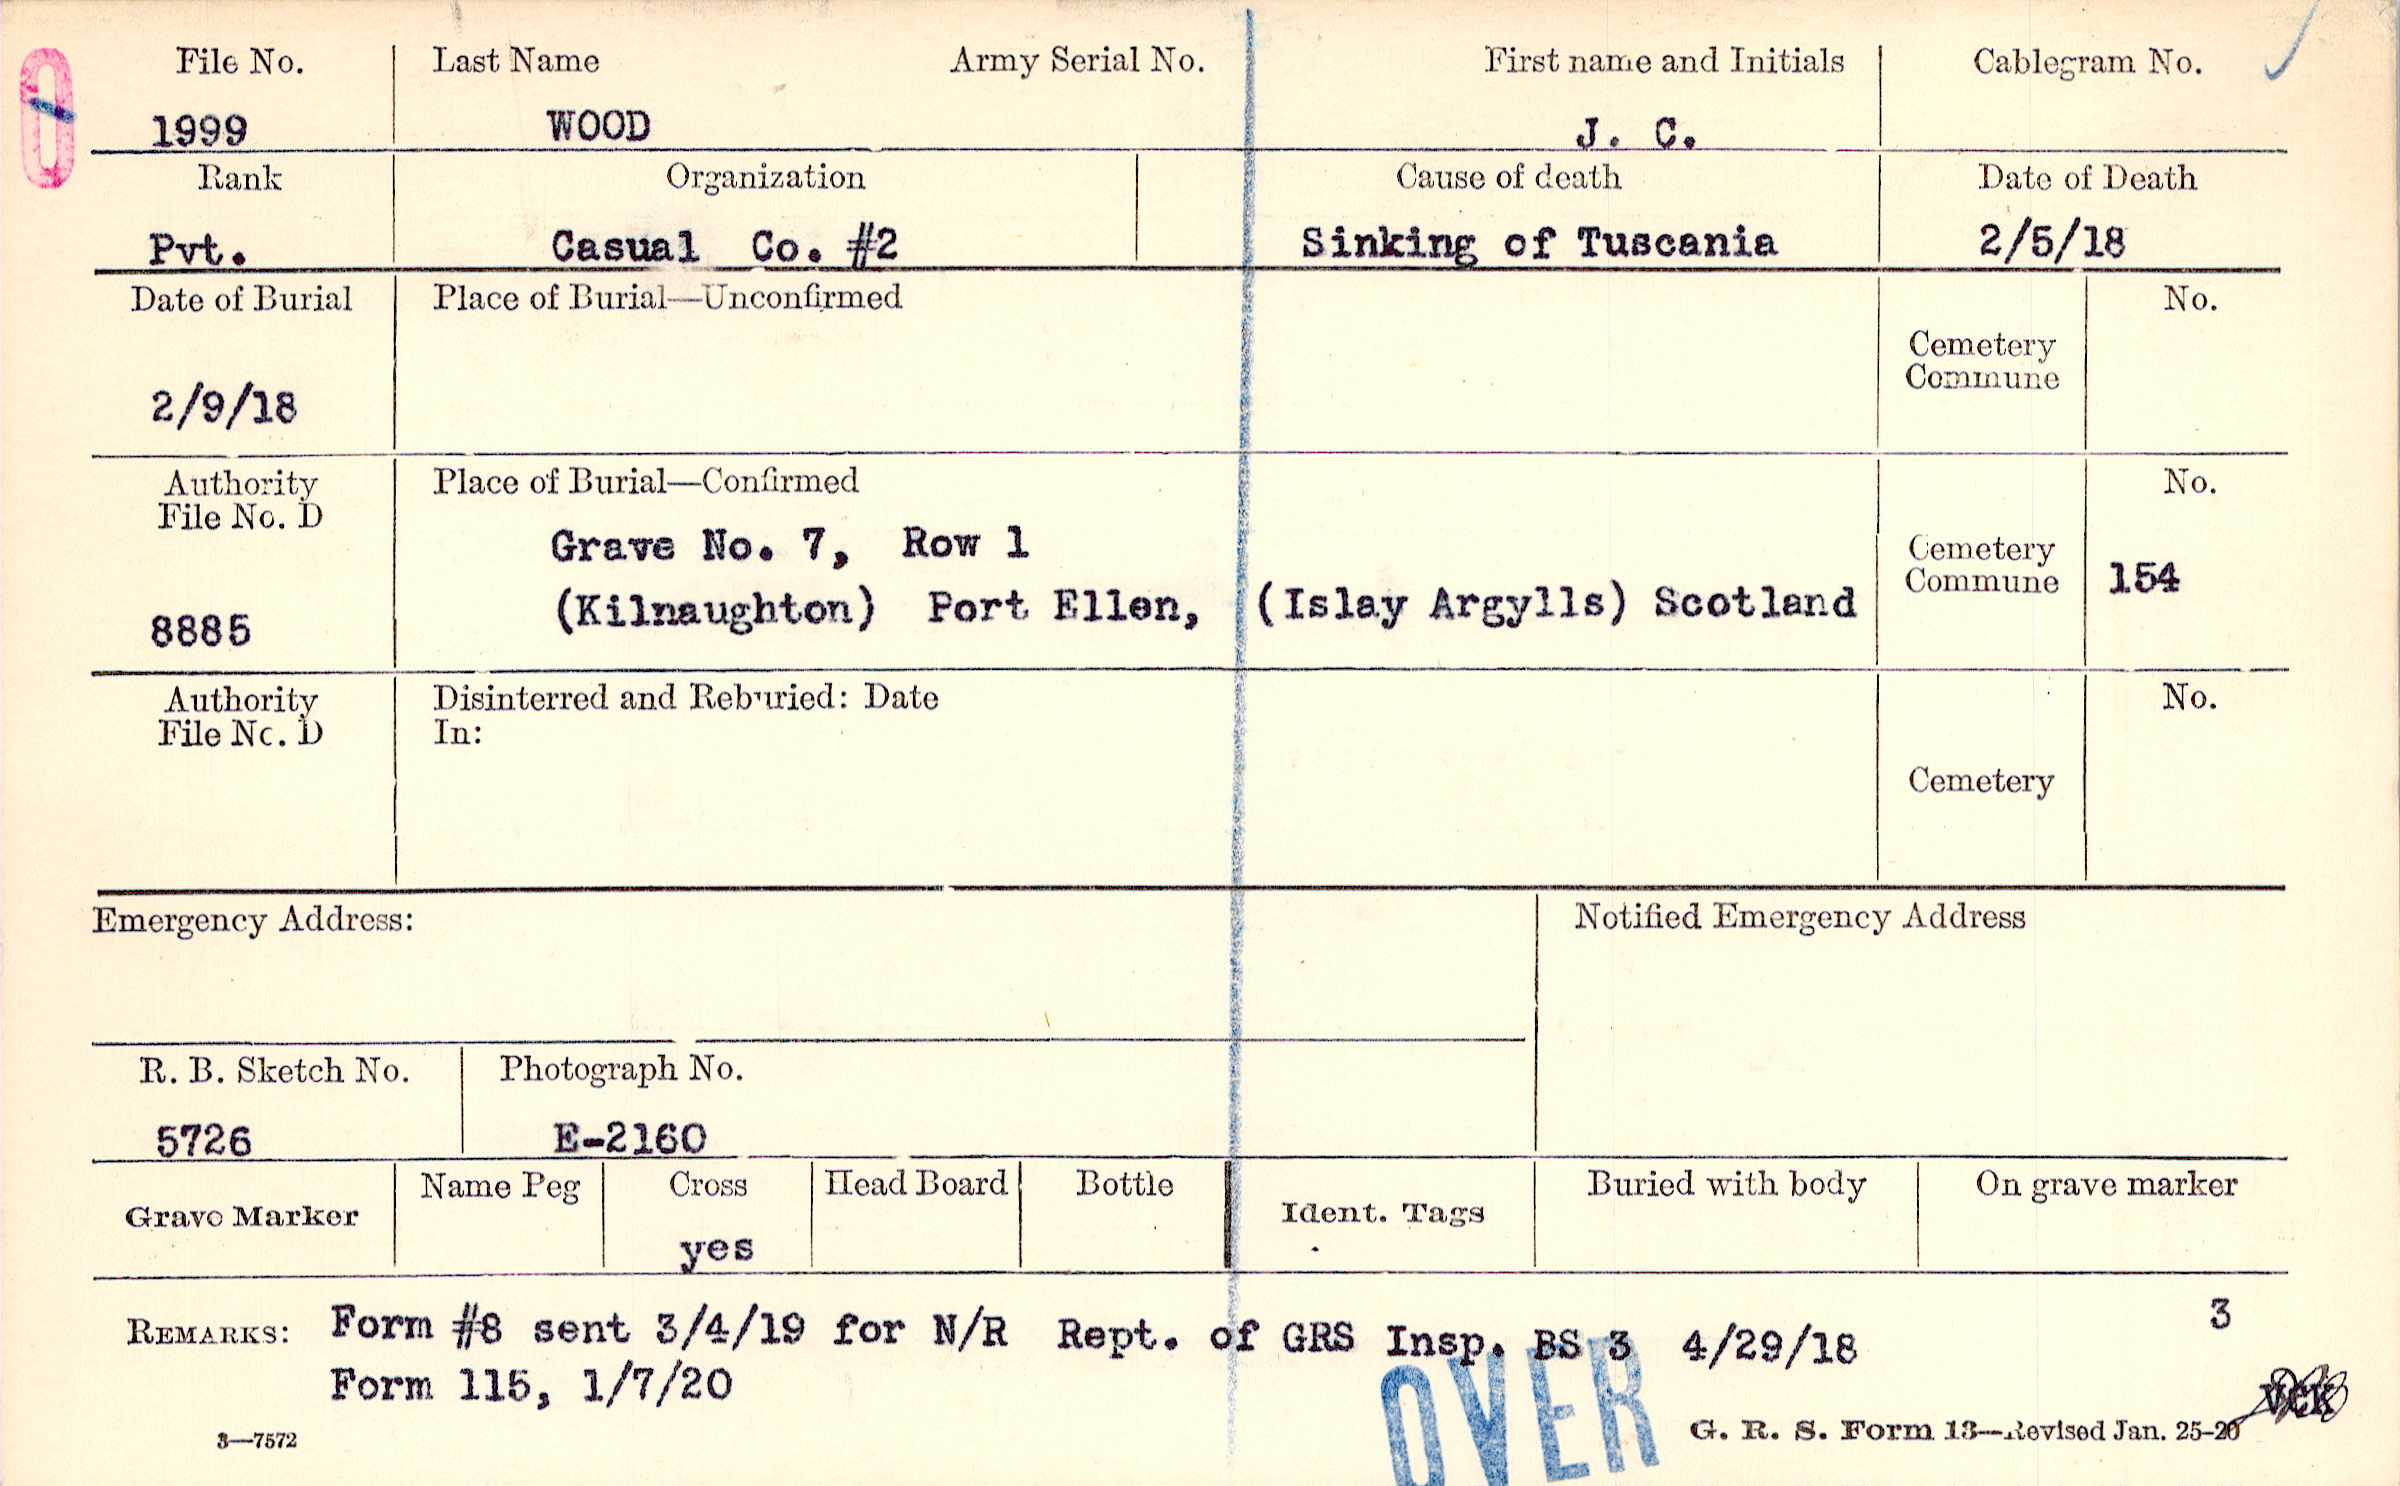 File No. Last Name Army Serial No. First name and Initials Cablegram No.
1999 WOOD J. C.
Rank Organization Cause of death Date of Death
Pvt. Casual Co. #2 Sinking of Tuscania 2/5/18
Date of Burial Place of Burial—Unconfirmed No.
Cemetery
Commune
2/9/18
Authority Place of Burial—Confirmed No.
File No. D
Grave No. 7, Row 1
Cemetery
Commune 154
(Kilnaughton) Port Ellen, (Islay Argylls) Scotland
8885
Authority Disinterred and Reburied: Date No.
File No. D In:
Cemetery
Emergency Address: Notified Emergency Address
R. B. Sketch No. Photograph No.
5726 E-2160
Name Peg Cross Head Board Bottle Buried with body On grave marker
Grave Marker Ident. Tags
yes
3
REMARKS: Form #8 sent 3/4/19 for N/R Rept. of GRS Insp. BS 3 4/29/18
Form 115, 1/7/20
OVER
VCK
3—7572 G. R. S. Form 13—Revised Jan. 25-20